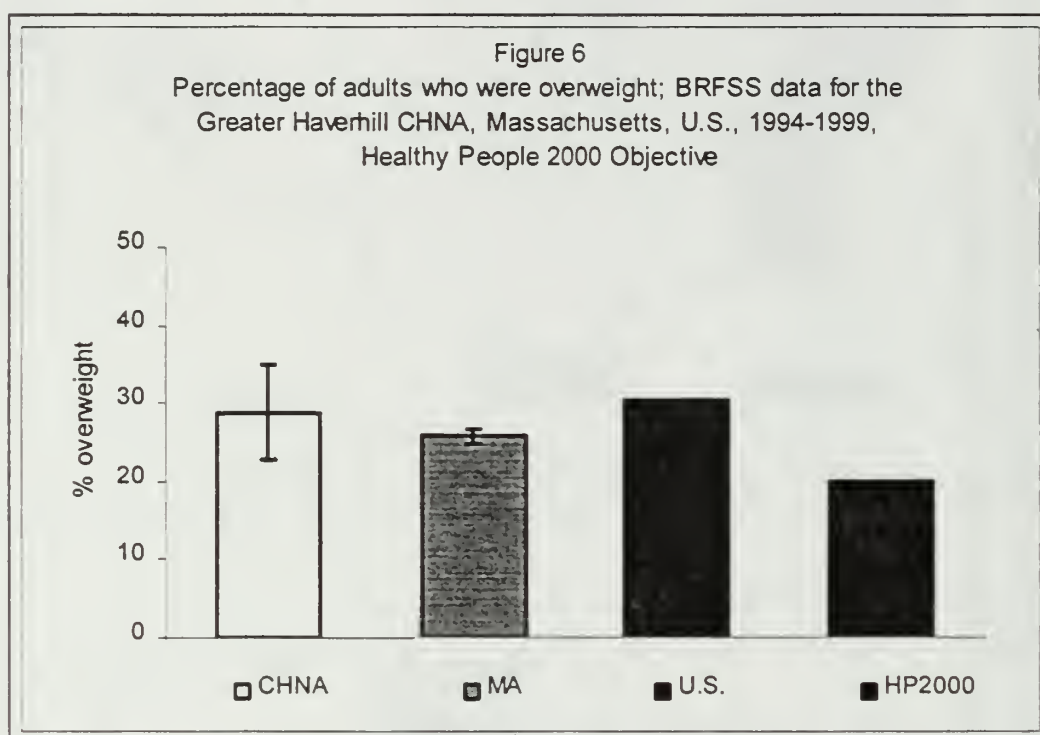 Figure 6
Percentage of adults who were overweight; BRFSS data for the
Greater Haverhill CHNA, Massachusetts, U.S., 1994-1999,
Healthy People 2000 Objective
% overweight
50
40
30
20
10
0
CHNA MA U.S. HP2000